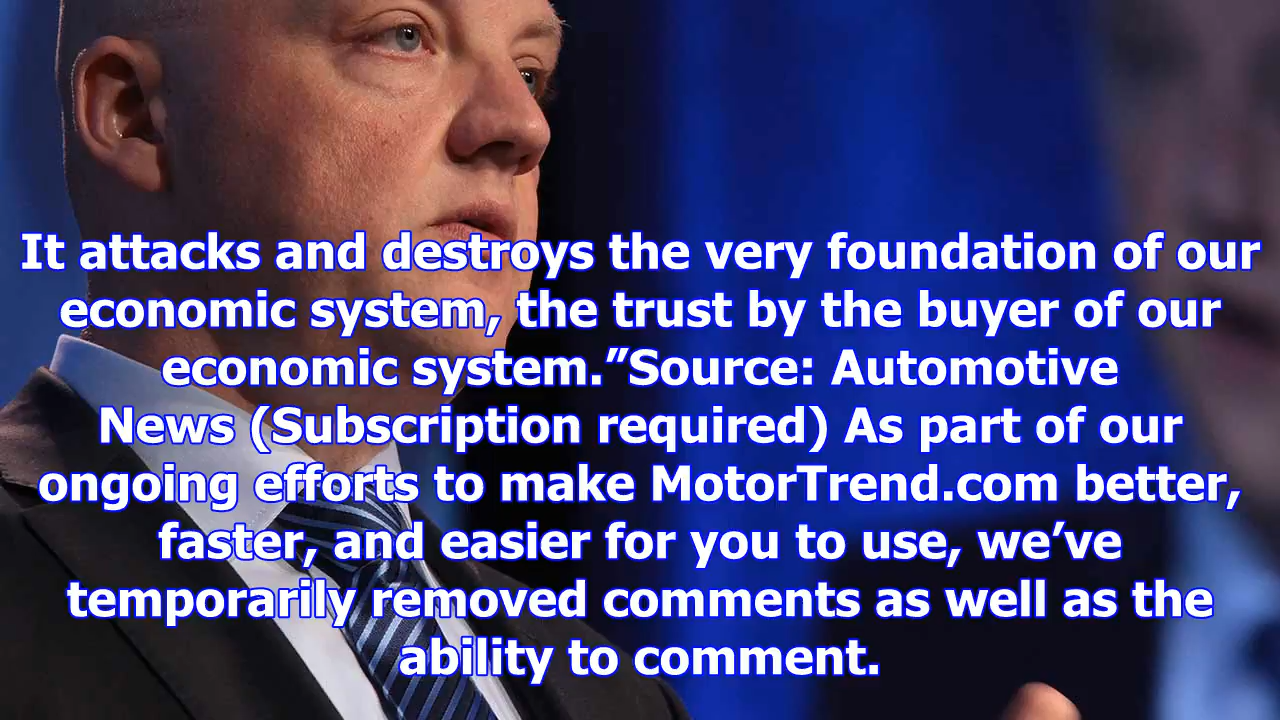 It attacks and destroys the very foundation of our
economic system, the trust by the buyer of our
economic system.”Source: Automotive
News (Subscription required) As part of our
ongoing efforts to make MotorTrend.com better,
faster, and easier for you to use, we’ve
temporarily removed comments as well as the
ability to comment.